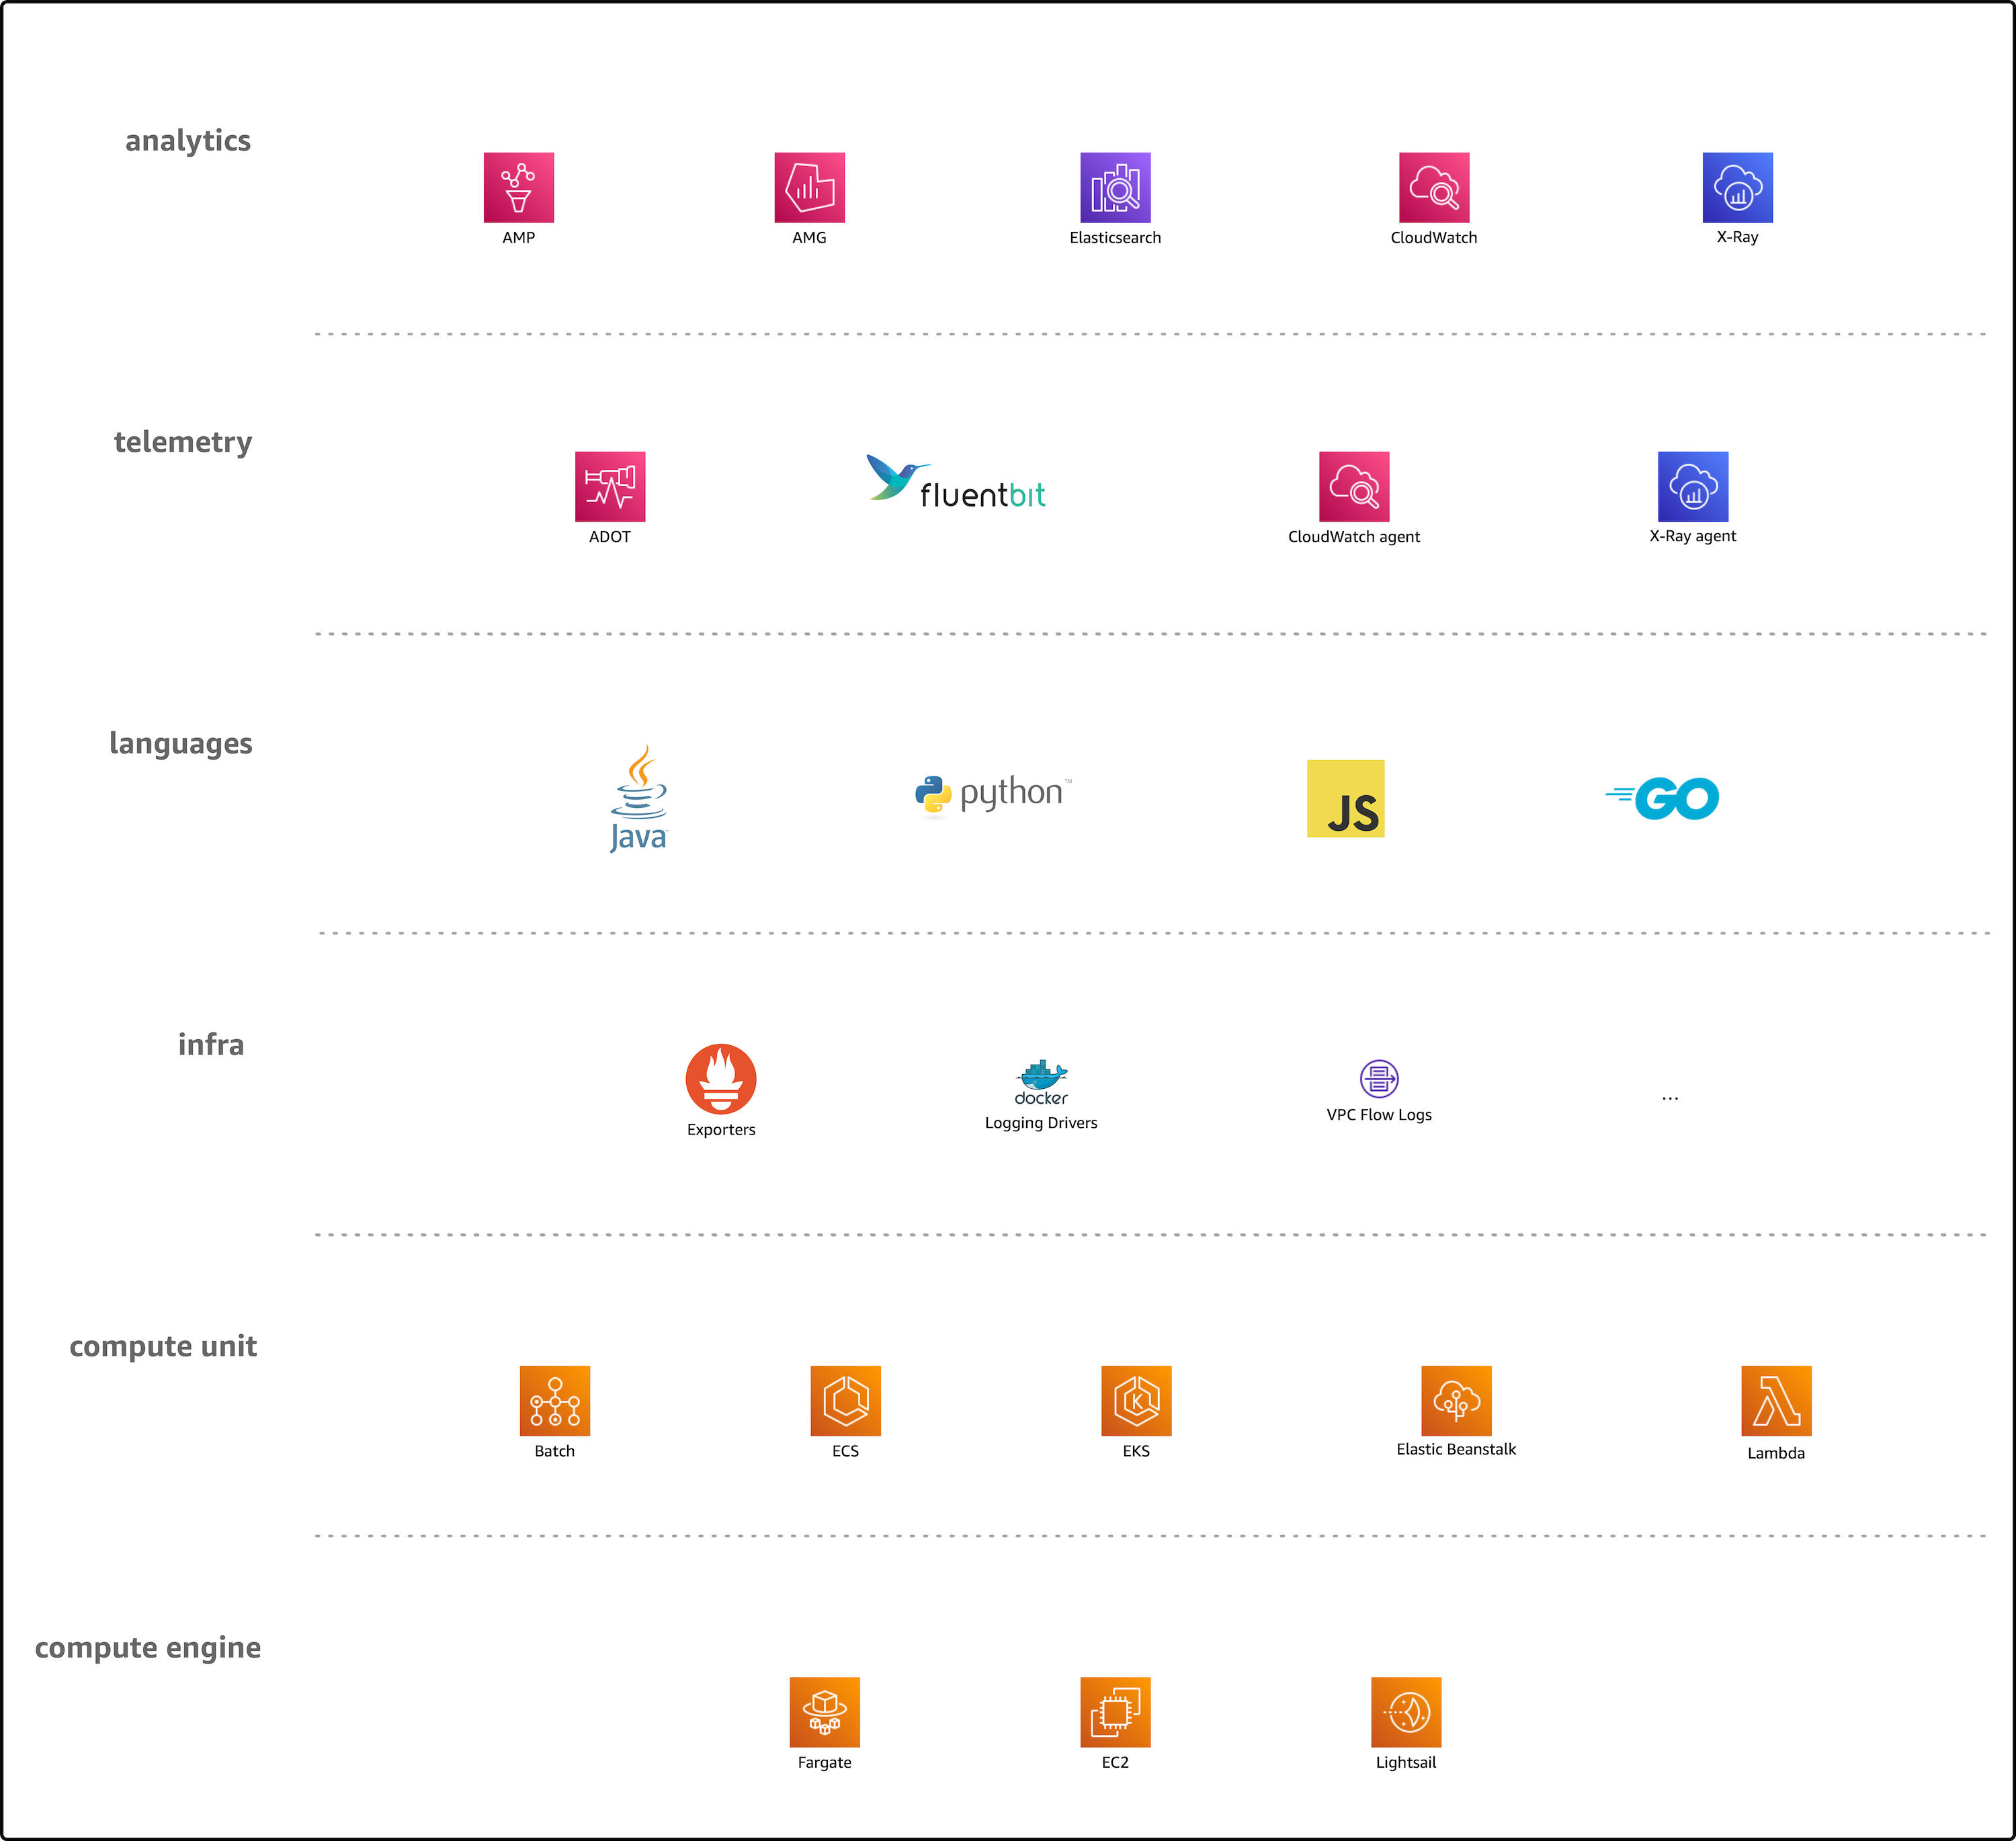 analytics
AMP
AMG
Elasticsearch
CloudWatch
X-Ray
telemetry
ADOT
fluentbit
CloudWatch agent
X-Ray agent
languages
Java
python™
JS
GO
infra
Exporters
docker
Logging Drivers
VPC Flow Logs
...
compute unit
Batch
ECS
K
EKS
Elastic Beanstalk
Lambda
compute engine
Fargate
EC2
Lightsail